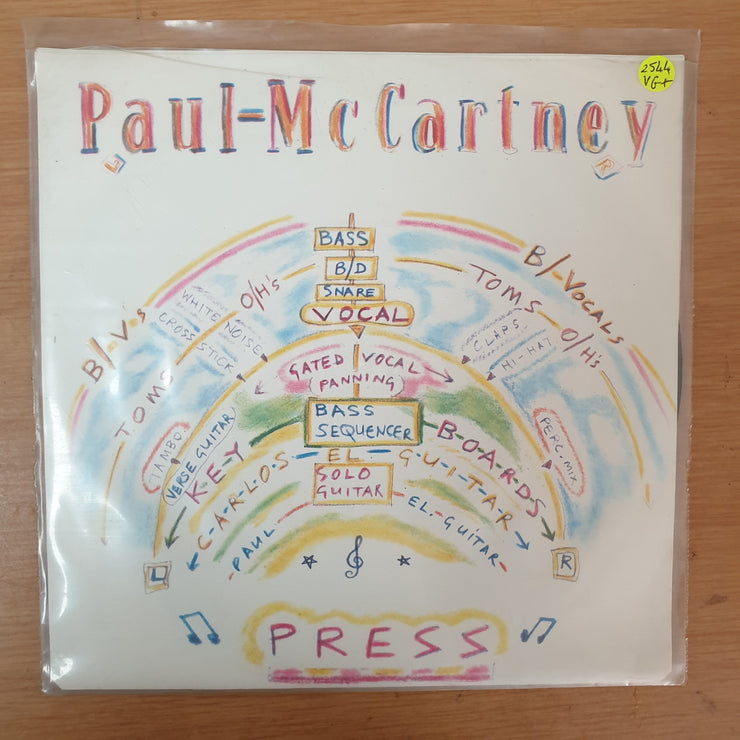 2544
VG+
Paul-McCartney
L
R
BASS
B/D
SNARE
VOCAL
B/-V-s
TOMS
O/H's
WHITE NOISE
CROSS STICK
TOMS
B/-VOCALS
O/H's
CLAPS
HI-HAT
GATED VOCAL
(PANNING)
TAMBO
VERSE GUITAR
PERC. MIX
BASS
SEQUENCER
KEY-B-O-A-R-D-S
C-A-R-L-O-S-EL-G-U-I-T-A-R
SOLO
GUITAR
-PAUL
EL. GUITAR-
L
R
PRESS